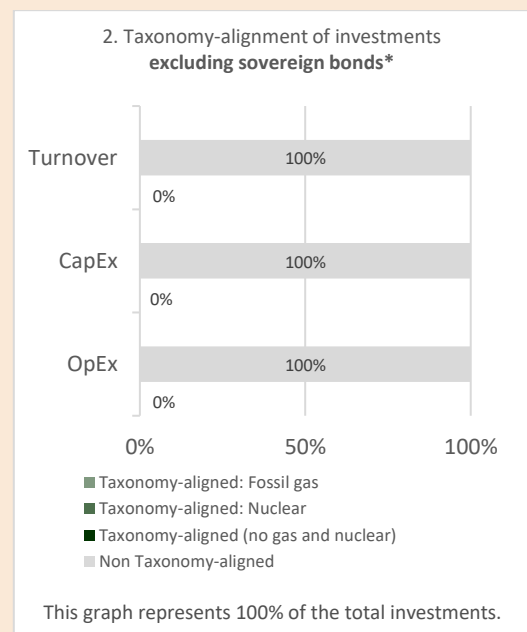 2. Taxonomy-alignment of investments
excluding sovereign bonds*
Turnover
100%
0%
CapEx
100%
0%
OpEx
100%
0%
0%
50%
100%
Taxonomy-aligned: Fossil gas
Taxonomy-aligned: Nuclear
Taxonomy-aligned (no gas and nuclear)
Non Taxonomy-aligned
This graph represents 100% of the total investments.